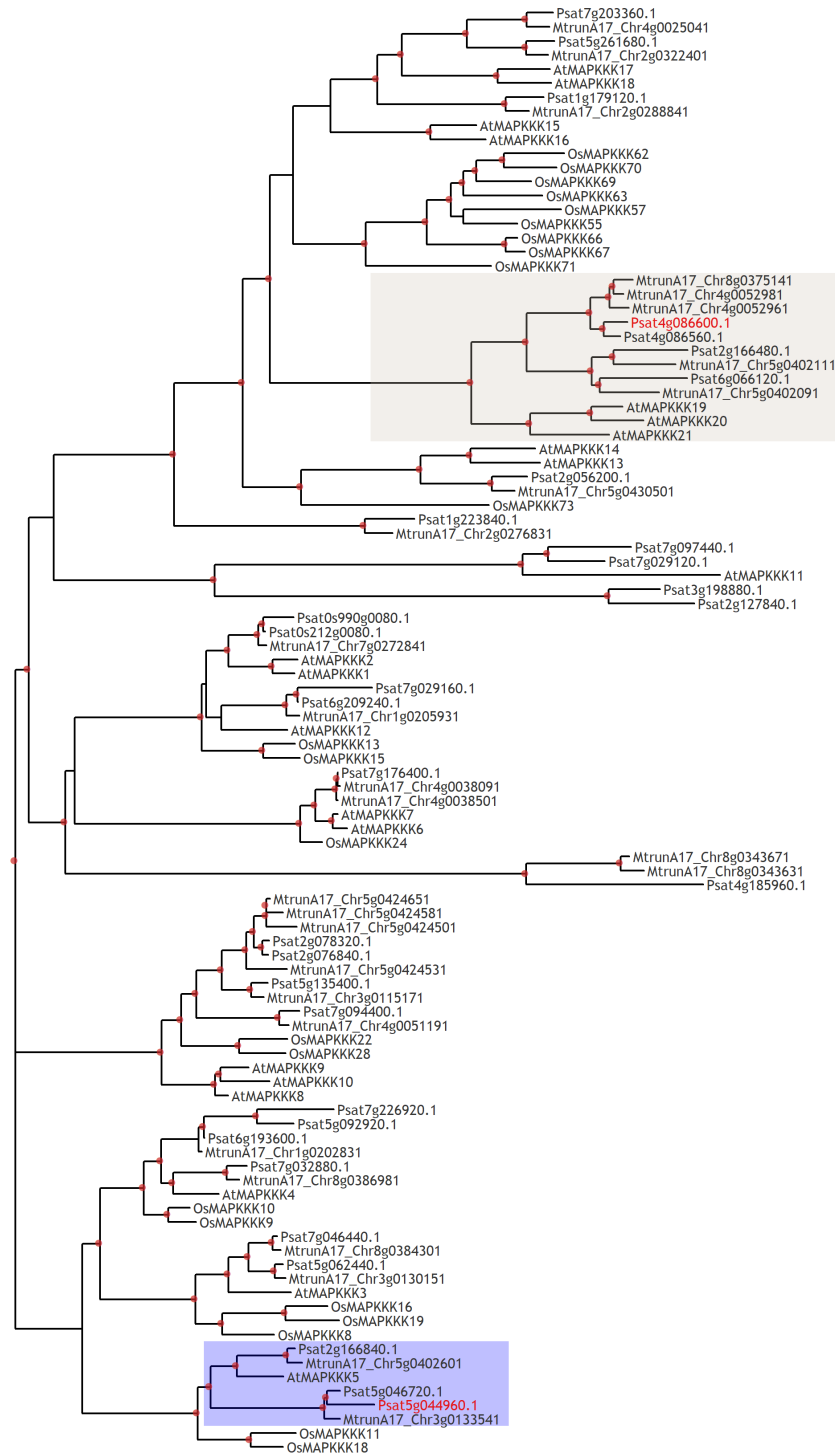 Psat7g203360.1
MtrunA17_Chr4g0025041
Psat5g261680.1
MtrunA17_Chr2g0322401
AtMAPKKK17
AtMAPKKK18
Psat1g179120.1
MtrunA17_Chr2g0288841
AtMAPKKK15
AtMAPKKK16
OsMAPKKK62
OsMAPKKK70
OsMAPKKK69
OsMAPKKK63
OsMAPKKK57
OsMAPKKK55
OsMAPKKK66
OsMAPKKK67
OsMAPKKK71
MtrunA17_Chr8g0375141
MtrunA17_Chr4g0052981
MtrunA17_Chr4g0052961
Psat4g086600.1
Psat4g086560.1
Psat2g166480.1
MtrunA17_Chr5g0402111
Psat6g066120.1
MtrunA17_Chr5g0402091
AtMAPKKK19
AtMAPKKK20
AtMAPKKK21
AtMAPKKK14
AtMAPKKK13
Psat2g056200.1
MtrunA17_Chr5g0430501
OsMAPKKK73
Psat1g223840.1
MtrunA17_Chr2g0276831
Psat7g097440.1
Psat7g029120.1
AtMAPKKK11
Psat3g198880.1
Psat2g127840.1
Psat0s990g0080.1
Psat0s212g0080.1
MtrunA17_Chr7g0272841
AtMAPKKK2
AtMAPKKK1
Psat7g029160.1
Psat6g209240.1
MtrunA17_Chr1g0205931
AtMAPKKK12
OsMAPKKK13
OsMAPKKK15
Psat7g176400.1
MtrunA17_Chr4g0038091
MtrunA17_Chr4g0038501
AtMAPKKK7
AtMAPKKK6
OsMAPKKK24
MtrunA17_Chr8g0343671
MtrunA17_Chr8g0343631
Psat4g185960.1
MtrunA17_Chr5g0424651
MtrunA17_Chr5g0424581
MtrunA17_Chr5g0424501
Psat2g078320.1
Psat2g076840.1
MtrunA17_Chr5g0424531
Psat5g135400.1
MtrunA17_Chr3g0115171
Psat7g094400.1
MtrunA17_Chr4g0051191
OsMAPKKK22
OsMAPKKK28
AtMAPKKK9
AtMAPKKK10
AtMAPKKK8
Psat7g226920.1
Psat5g092920.1
Psat6g193600.1
MtrunA17_Chr1g0202831
Psat7g032880.1
MtrunA17_Chr8g0386981
AtMAPKKK4
OsMAPKKK10
OsMAPKKK9
Psat7g046440.1
MtrunA17_Chr8g0384301
Psat5g062440.1
MtrunA17_Chr3g0130151
AtMAPKKK3
OsMAPKKK16
OsMAPKKK19
OsMAPKKK8
Psat2g166840.1
MtrunA17_Chr5g0402601
AtMAPKKK5
Psat5g046720.1
Psat5g044960.1
MtrunA17_Chr3g0133541
OsMAPKKK11
OsMAPKKK18